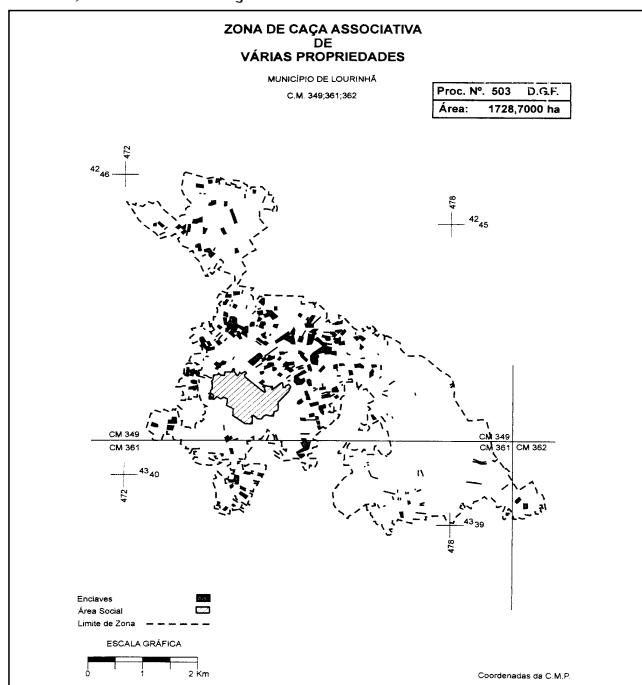 ZONA DE CAÇA ASSOCIATIVA
DE
VÁRIAS PROPRIEDADES
MUNICÍPIO DE LOURINHÃ
C.M. 349;361;362
Proc. Nº. 503 D.G.F.
Área: 1728,7000 ha
472
42 46
478
42 45
CM 349
CM 361
CM 349
CM 361 CM 362
43 40
472
43 39
478
Enclaves
Área Social
Limite de Zona
ESCALA GRÁFICA
0 1 2 Km
Coordenadas da C.M.P.